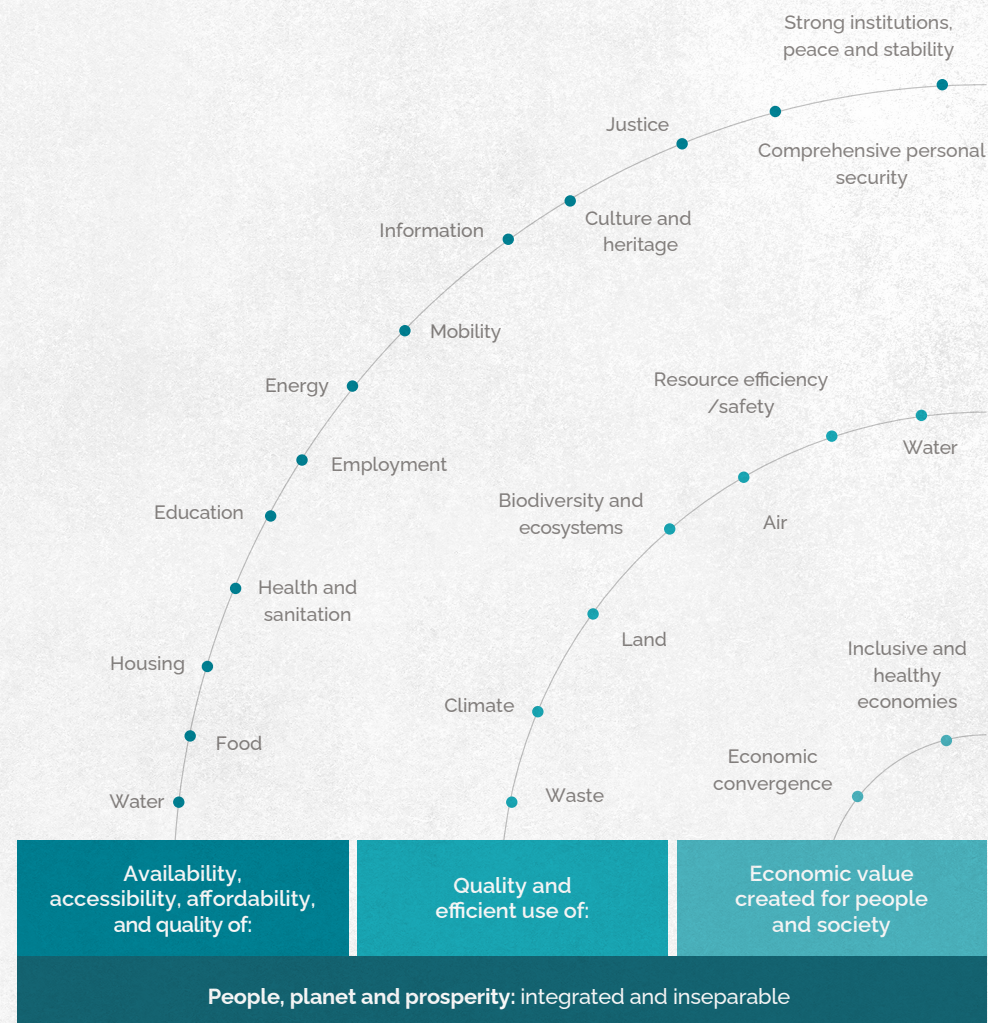 Strong institutions,
peace and stability
Justice
Comprehensive personal
security
Culture and
heritage
Information
Mobility
Energy
Employment
Education
Health and
sanitation
Housing
Food
Water
Resource efficiency
/safety
Water
Biodiversity and
ecosystems
Air
Land
Climate
Waste
Inclusive and
healthy
economies
Economic
convergence
Availability,
accessibility, affordability,
and quality of:
Quality and
efficient use of:
Economic value
created for people
and society
People, planet and prosperity: integrated and inseparable